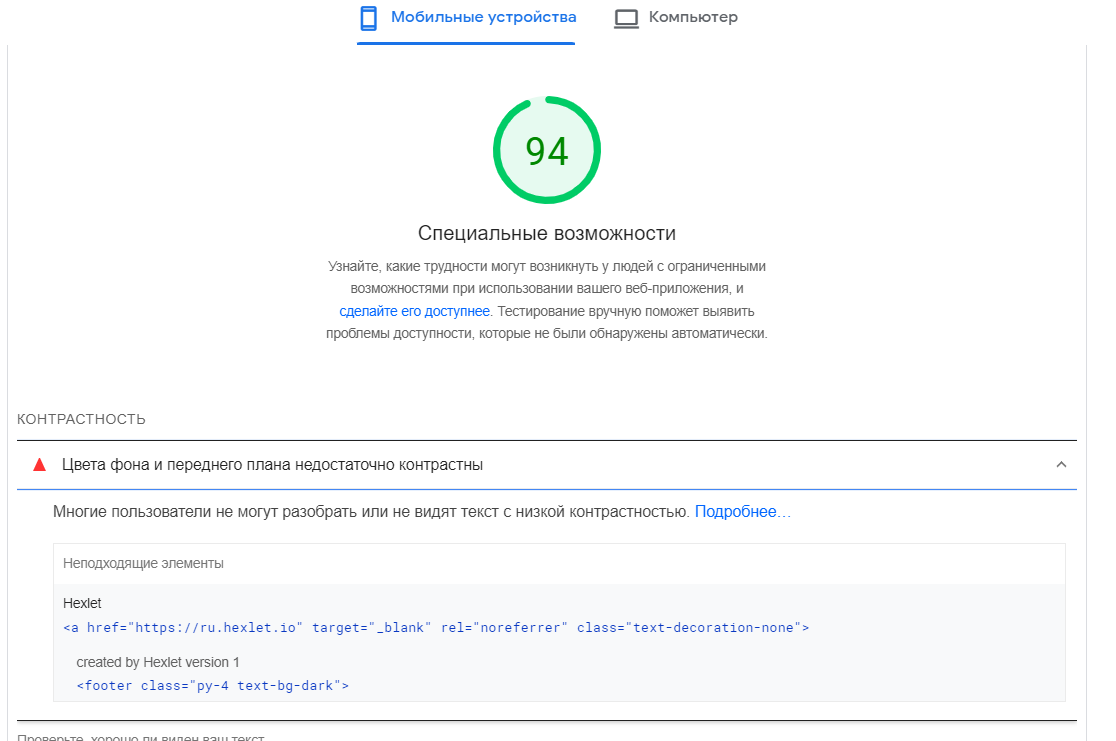 Мобильные устройства
Компьютер
94
Специальные возможности
Узнайте, какие трудности могут возникнуть у людей с ограниченными
возможностями при использовании вашего веб-приложения, и
сделайте его доступнее. Тестирование вручную поможет выявить
проблемы доступности, которые не были обнаружены автоматически.
КОНТРАСТНОСТЬ
Цвета фона и переднего плана недостаточно контрастны
Многие пользователи не могут разобрать или не видят текст с низкой контрастностью. Подробнее…
Неподходящие элементы
Hexlet
<a href="https://ru.hexlet.io" target="_blank" rel="noreferrer" class="text-decoration-none">
created by Hexlet version 1
<footer class="py-4 text-bg-dark">
Проверьте, хорошо ли виден ваш текст.